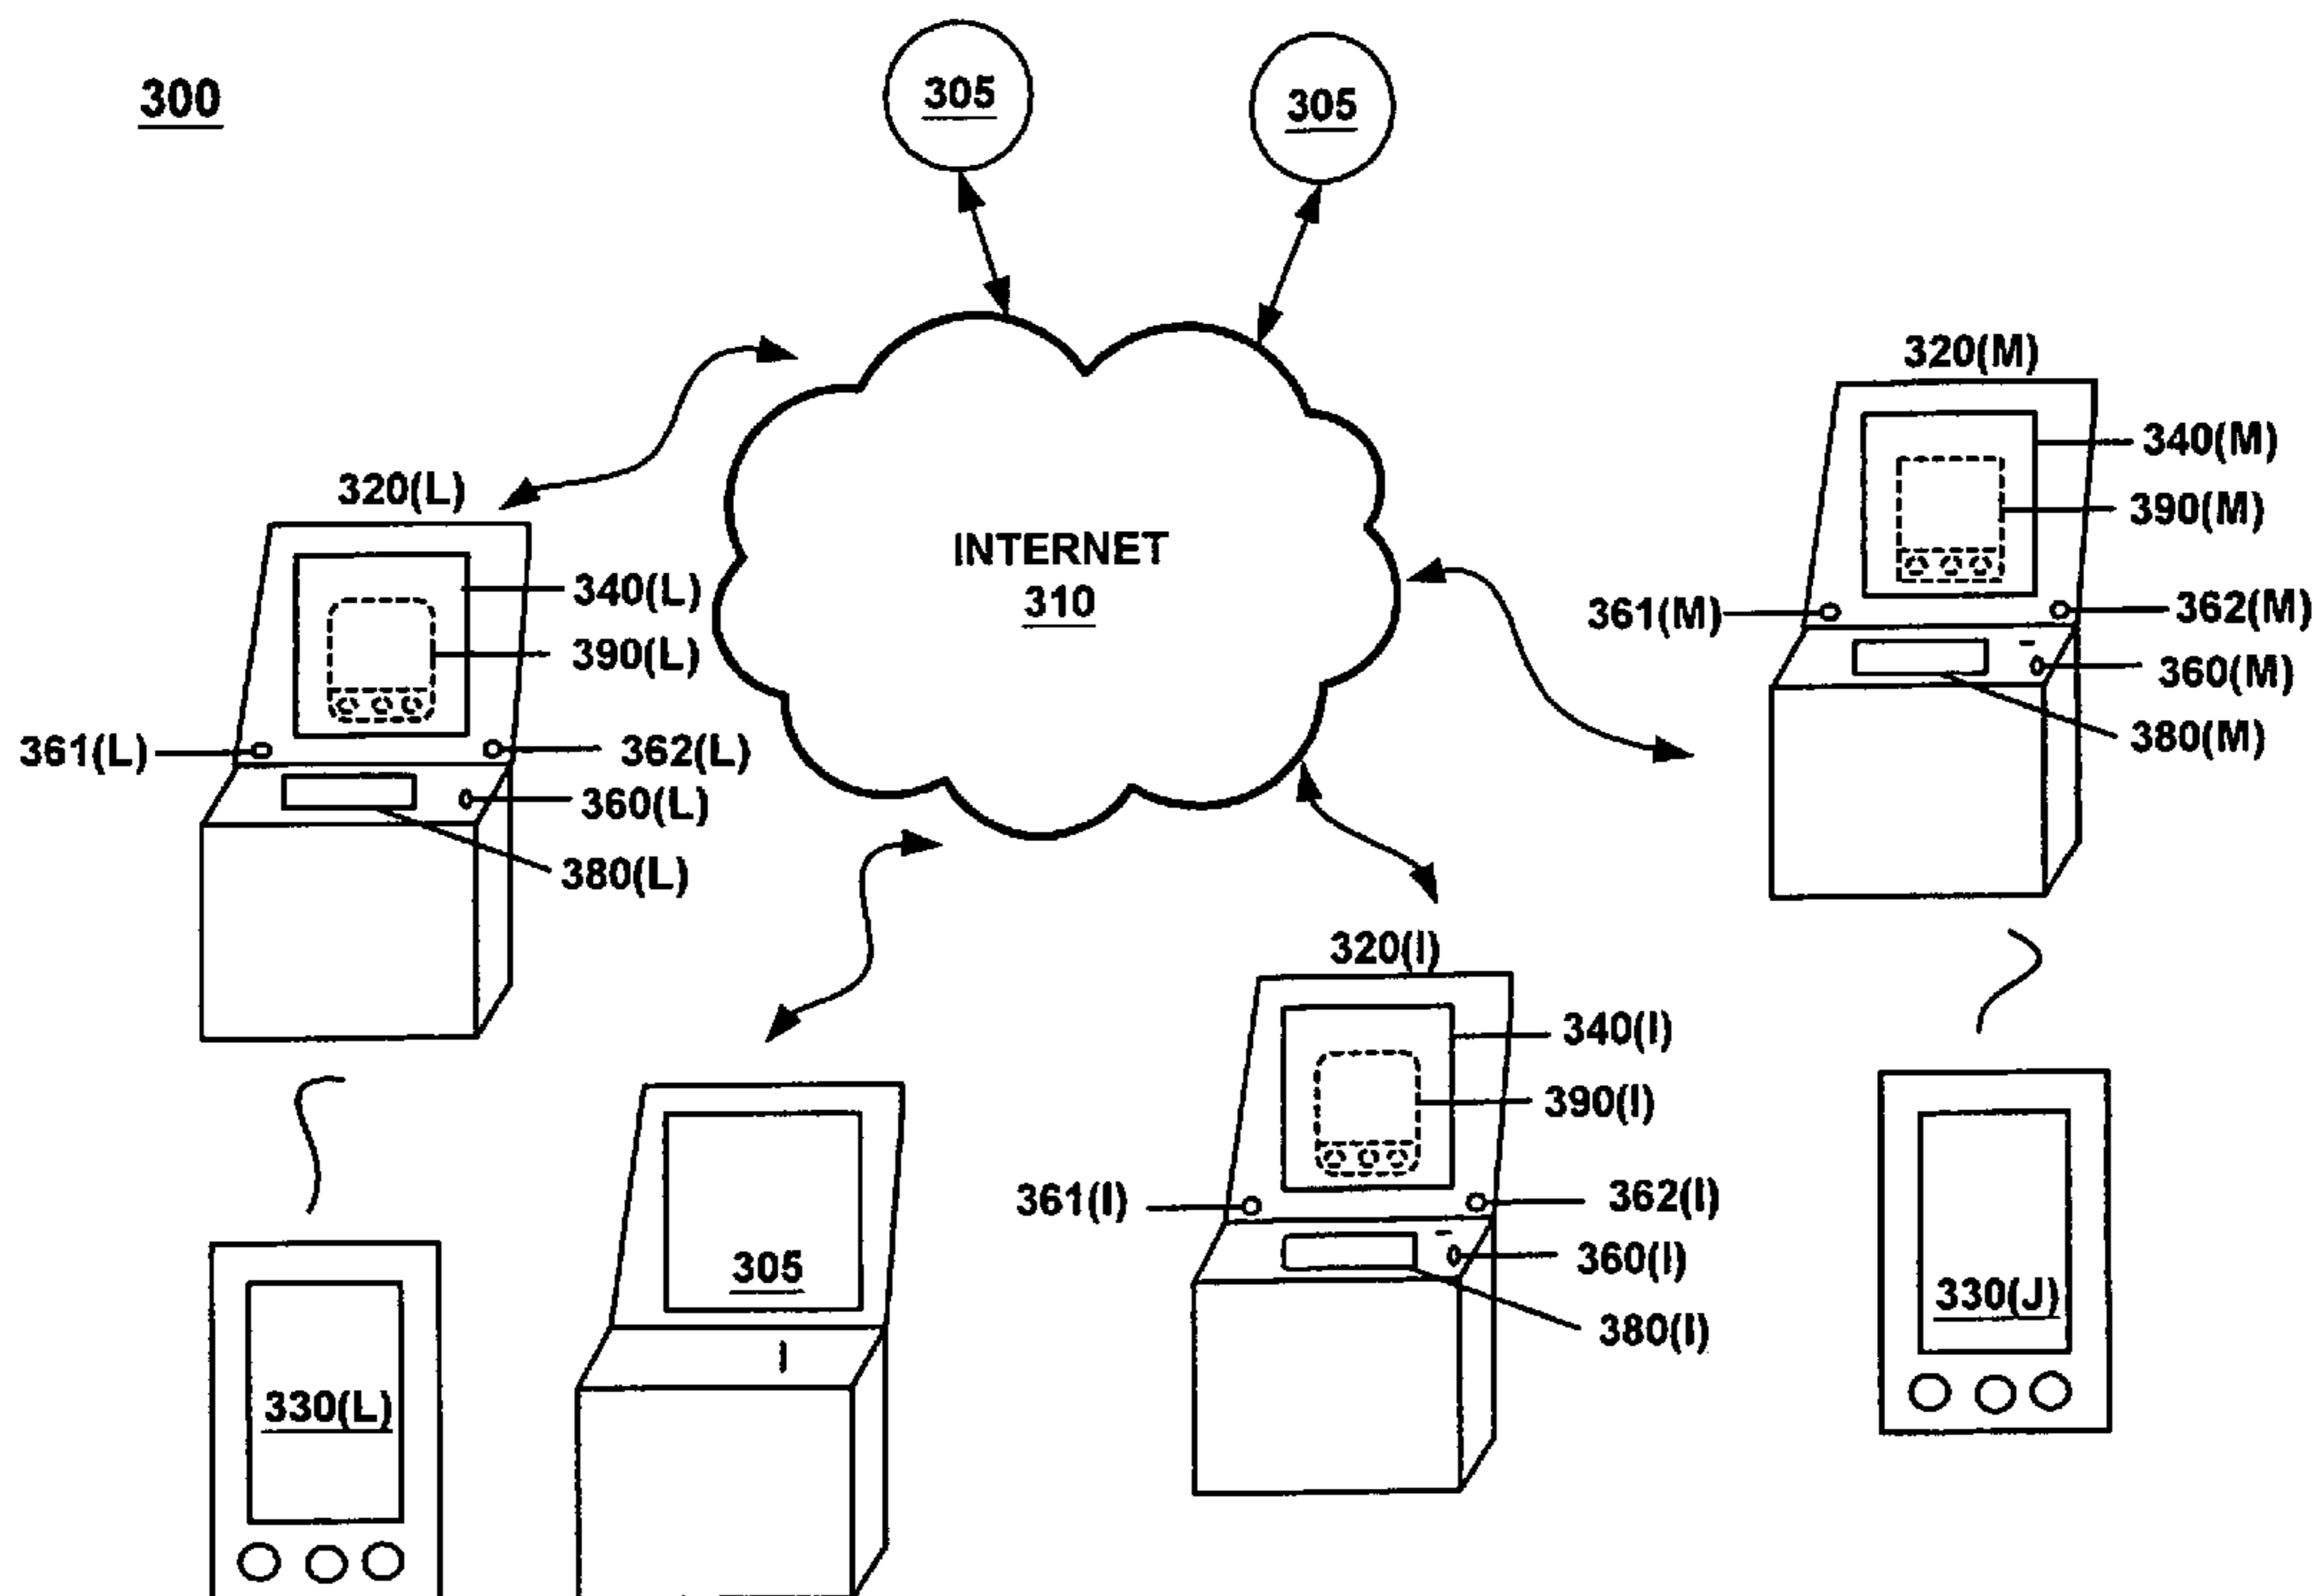 300
305
305
320(M)
340(M)
390(M)
361(M)
362(M)
360(M)
380(M)
INTERNET
310
320(L)
340(L)
390(L)
361(L)
362(L)
360(L)
380(L)
320(I)
340(I)
390(I)
361(I)
362(I)
360(I)
380(I)
305
330(L)
330(J)